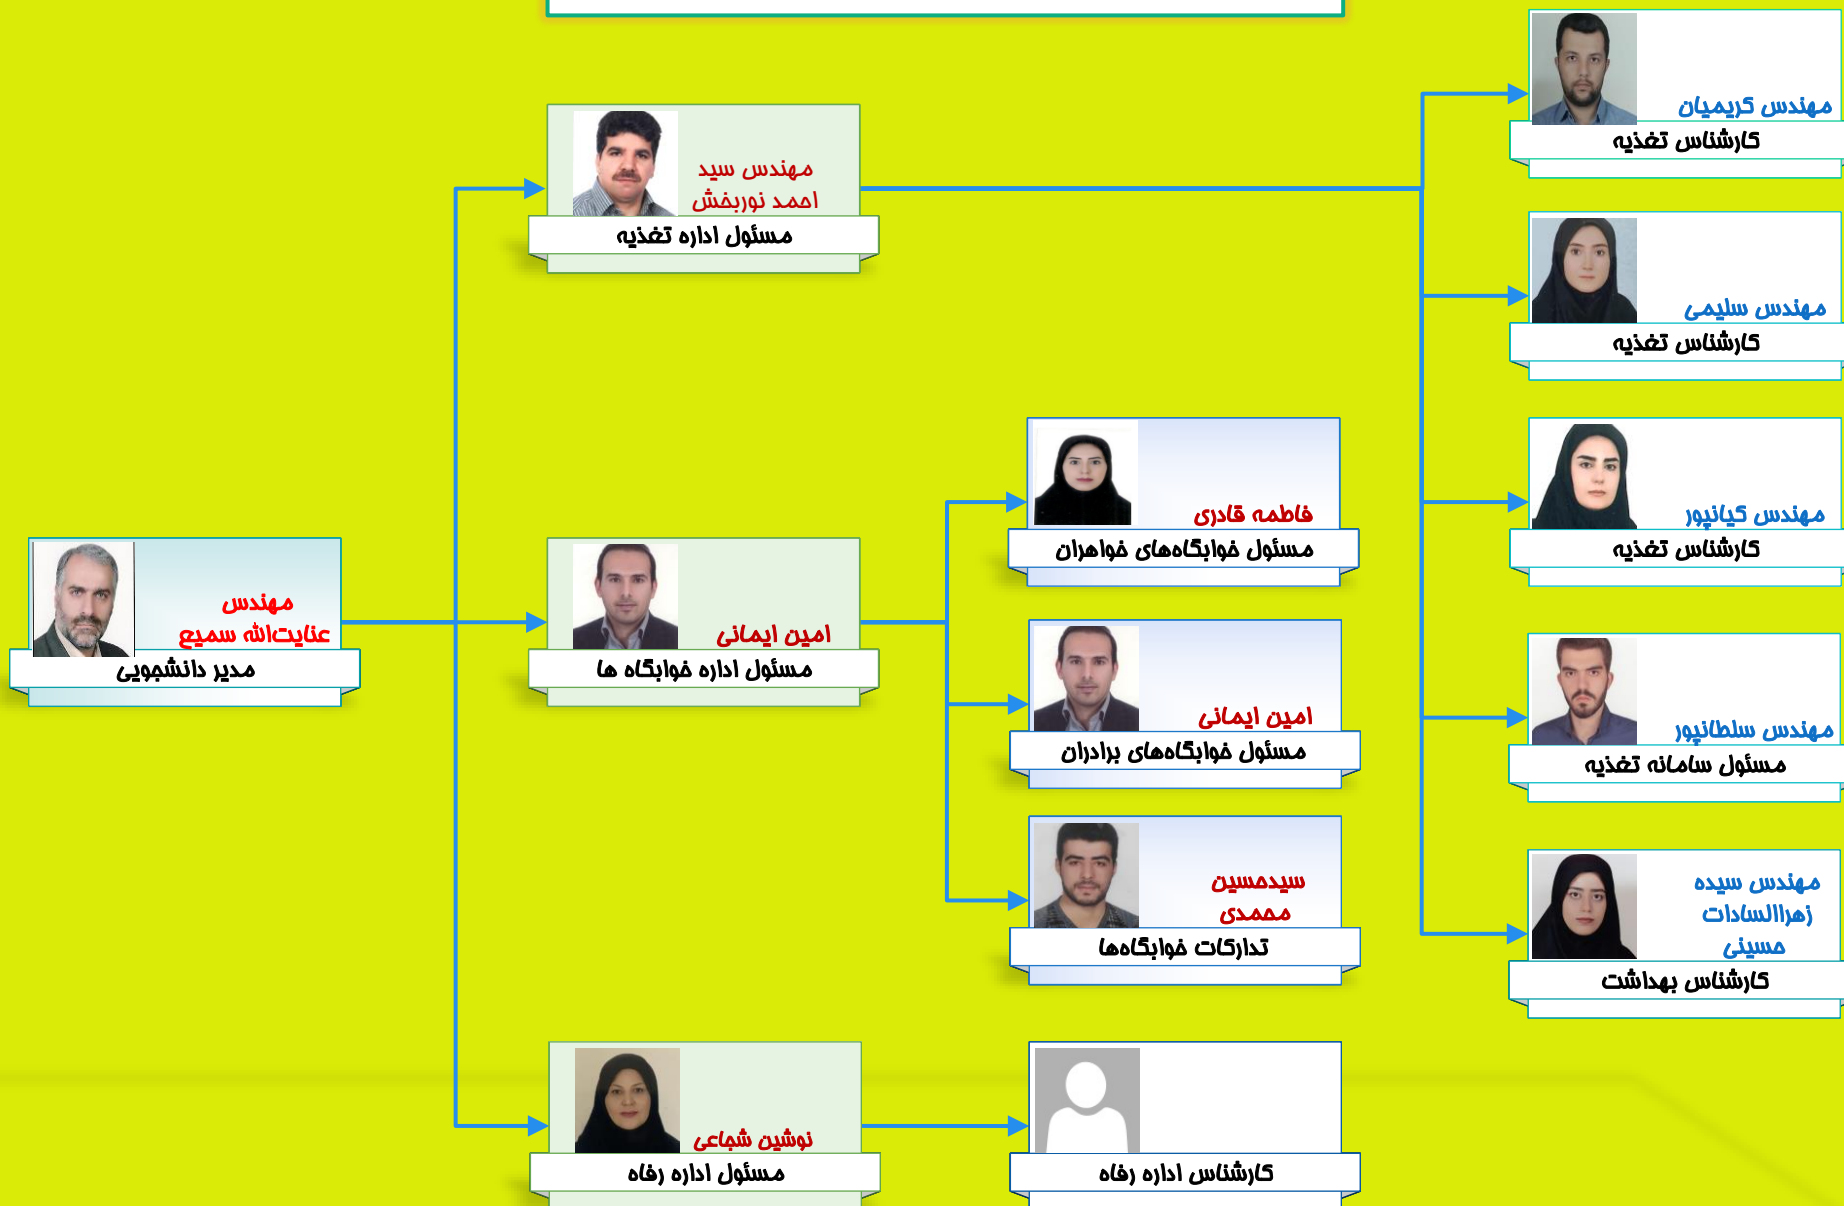 مهندس کریمیان
کارشناس تغذیه
مهندس سید
احمد نوربخش
مسئول اداره تغذیه
مهندس سلیمی
کارشناس تغذیه
فاطمه قادری
مسئول خوابگاه‌های خواهران
مهندس کیانپور
کارشناس تغذیه
مهندس
عنایت‌الله سمیع
مدیر دانشجویی
امین ایمانی
مسئول اداره خوابگاه ها
امین ایمانی
مسئول خوابگاه‌های برادران
مهندس سلطانپور
مسئول سامانه تغذیه
سیدحسین
محمدی
تدارکات خوابگاه‌ها
مهندس سیده
زهراالسادات
حسینی
کارشناس بهداشت
نوشین شجاعی
مسئول اداره رفاه
کارشناس اداره رفاه